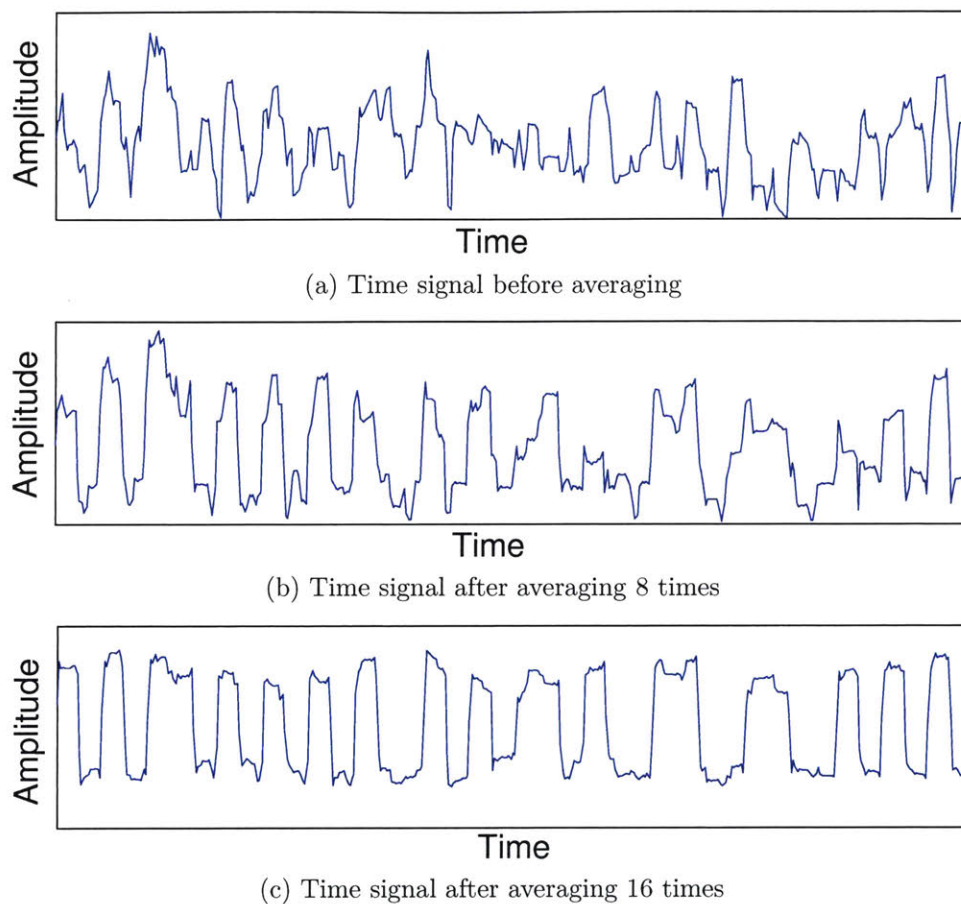 Amplitude
Time
(a) Time signal before averaging
Amplitude
Time
(b) Time signal after averaging 8 times
Amplitude
Time
(c) Time signal after averaging 16 times